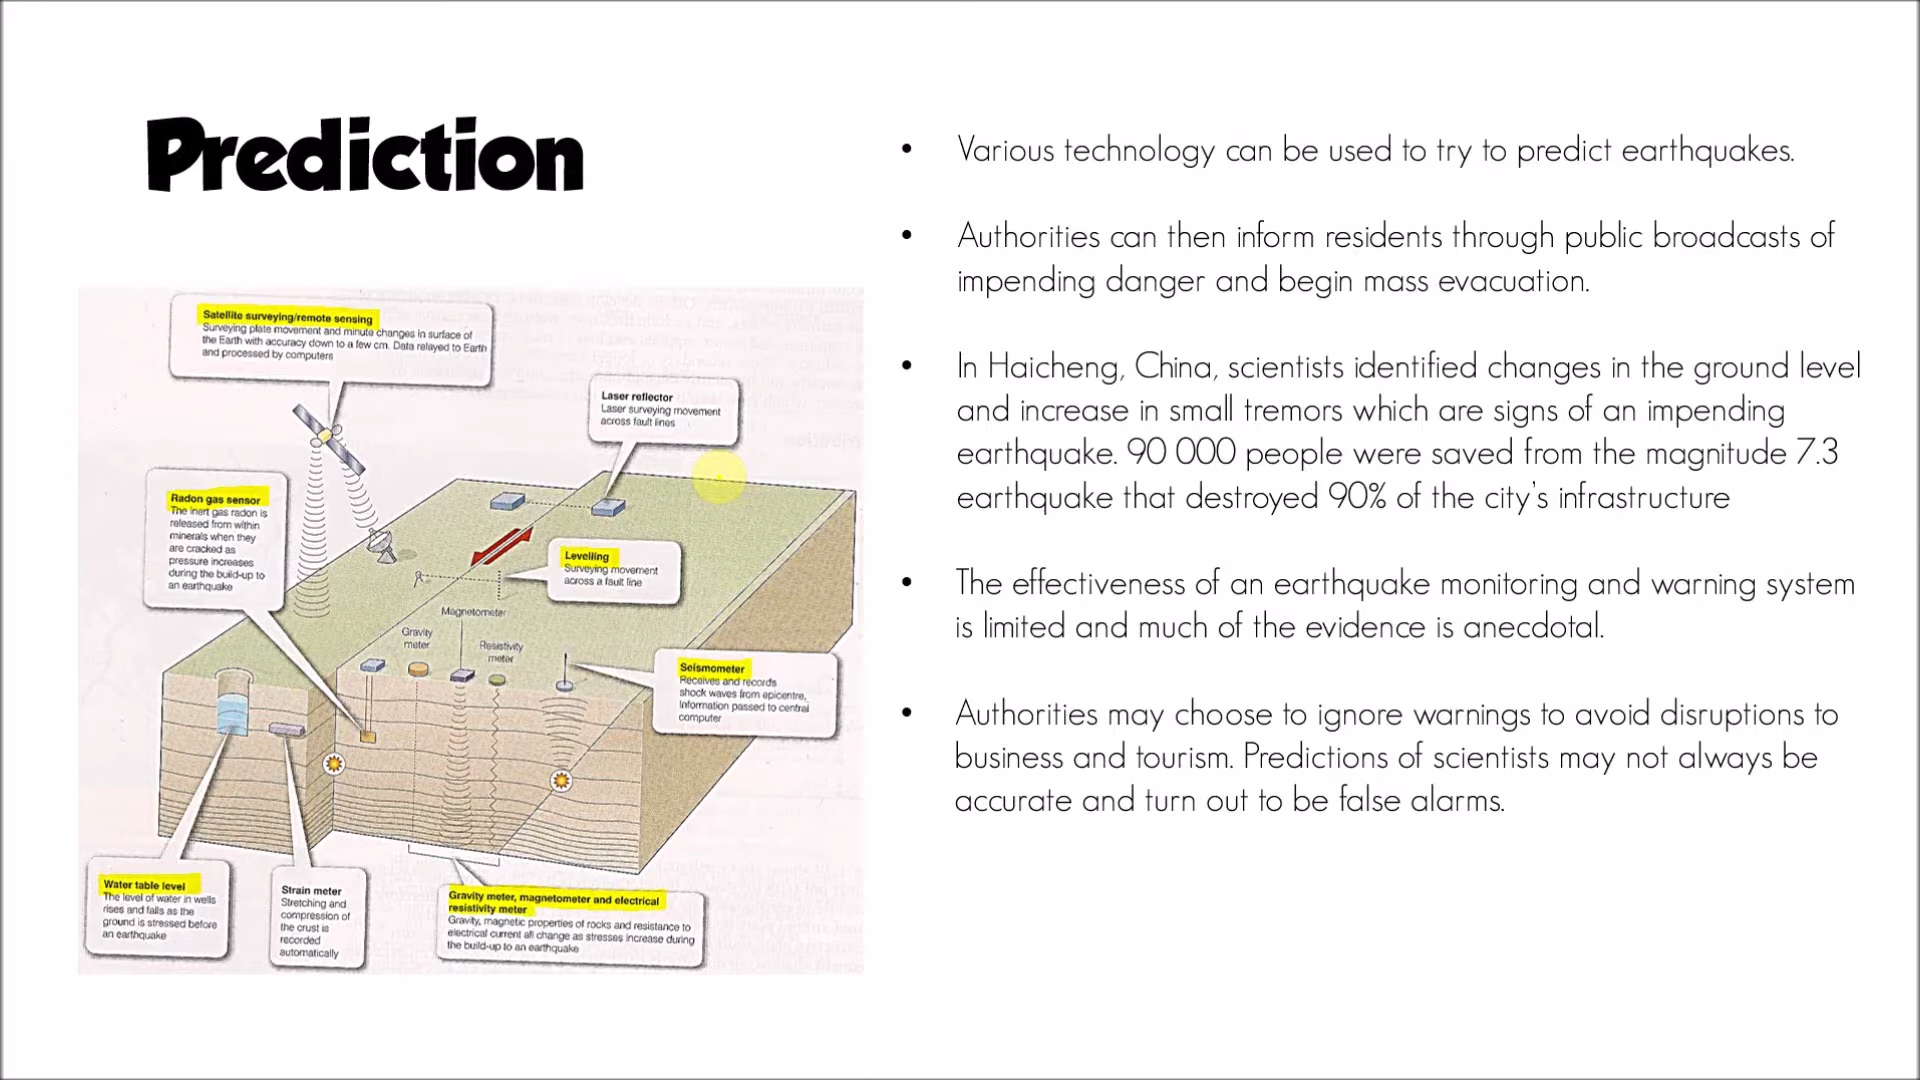 Prediction
Satellite surveying/remote sensing
Surveying plate movement and minute changes in surface of
the Earth with accuracy down to a few cm. Data relayed to Earth
and processed by computers
Laser reflector
Laser surveying movement
across fault lines
Radon gas sensor
The inert gas radon is
released from within
minerals when they
are cracked as
pressure increases
during the build-up to
an earthquake
Levelling
Surveying movement
across a fault line
Magnetometer
Gravity
meter
Resistivity
meter
Seismometer
Receives and records
shock waves from epicentre.
Information passed to central
computer
Water table level
The level of water in wells
rises and falls as the
ground is stressed before
an earthquake
Strain meter
Stretching and
compression of
the crust is
recorded
automatically
Gravity meter, magnetometer and electrical
resistivity meter
Gravity, magnetic properties of rocks and resistance to
electrical current all change as stresses increase during
the build-up to an earthquake
• Various technology can be used to try to predict earthquakes.
• Authorities can then inform residents through public broadcasts of
impending danger and begin mass evacuation.
• In Haicheng, China, scientists identified changes in the ground level
and increase in small tremors which are signs of an impending
earthquake. 90 000 people were saved from the magnitude 7.3
earthquake that destroyed 90% of the city's infrastructure
• The effectiveness of an earthquake monitoring and warning system
is limited and much of the evidence is anecdotal.
• Authorities may choose to ignore warnings to avoid disruptions to
business and tourism. Predictions of scientists may not always be
accurate and turn out to be false alarms.